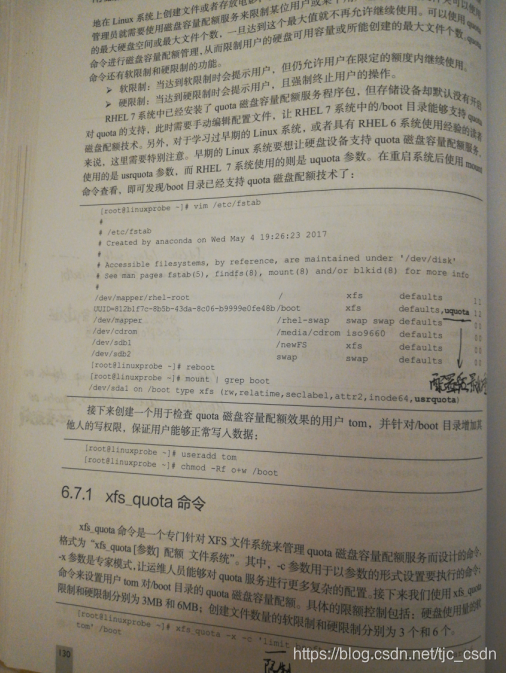 地在 Linux 系统上创建文件或者存放电
管理员就需要使用磁盘容量配额服务来限制某位用户或某个用
的最大硬盘空间或最大文件个数，一旦达到这个最大值就不再允许继续使用。可以使用 quota
命令进行磁盘容量配额管理，从而限制用户的硬盘可用容量或所能创建的最大文件个数。quota
命令还有软限制和硬限制的功能。
➢ 软限制：当达到软限制时会提示用户，但仍允许用户在限定的额度内继续使用。
➢ 硬限制：当达到硬限制时会提示用户，且强制终止用户的操作。
RHEL 7 系统中已经安装了 quota 磁盘容量配额服务程序包，但存储设备却默认没有开启
对 quota 的支持，此时需要手动编辑配置文件，让 RHEL 7 系统中的/boot 目录能够支持 quota
磁盘配额技术。另外，对于学习过早期的 Linux 系统，或者具有 RHEL 6 系统使用经验的读者
来说，这里需要特别注意。早期的 Linux 系统要想让硬盘设备支持 quota 磁盘容量配额服务，
使用的是 usrquota 参数，而 RHEL 7 系统使用的则是 uquota 参数。在重启系统后使用 mount
命令查看，即可发现/boot 目录已经支持 quota 磁盘配额技术了：
[root@linuxprobe ~]# vim /etc/fstab
#
# /etc/fstab
# Created by anaconda on Wed May 4 19:26:23 2017
#
# Accessible filesystems, by reference, are maintained under '/dev/disk'
# See man pages fstab(5), findfs(8), mount(8) and/or blkid(8) for more info
#
/dev/mapper/rhel-root / xfs defaults 1 1
UUID=812b1f7c-8b5b-43da-8c06-b9999e0fe48b /boot xfs defaults,uquota 1 2
/dev/mapper /rhel-swap swap swap defaults 0 0
/dev/cdrom /media/cdrom iso9660 defaults 0 0
/dev/sdb1 /newFS xfs defaults 0 0
/dev/sdb2 swap swap defaults 0 0
[root@linuxprobe ~]# reboot
[root@linuxprobe ~]# mount | grep boot
/dev/sda1 on /boot type xfs (rw,relatime,seclabel,attr2,inode64,usrquota)
接下来创建一个用于检查 quota 磁盘容量配额效果的用户 tom，并针对/boot 目录增加其
他人的写权限，保证用户能够正常写入数据：
[root@linuxprobe ~]# useradd tom
[root@linuxprobe ~]# chmod -Rf o+w /boot
6.7.1 xfs_quota 命令
xfs_quota 命令是一个专门针对 XFS 文件系统来管理 quota 磁盘容量配额服务而设计的命令，
格式为“xfs_quota [参数] 配额 文件系统”。其中，-c 参数用于以参数的形式设置要执行的命令；
-x 参数是专家模式，让运维人员能够对 quota 服务进行更多复杂的配置。接下来我们使用 xfs_quota
命令来设置用户 tom 对/boot 目录的 quota 磁盘容量配额。具体的限额控制包括：硬盘使用量的软
限制和硬限制分别为 3MB 和 6MB；创建文件数量的软限制和硬限制分别为 3 个和 6 个。
[root@linuxprobe ~]# xfs_quota -x -c 'limit
tom' /boot
130
限制
https://blog.csdn.net/tjc_csdn